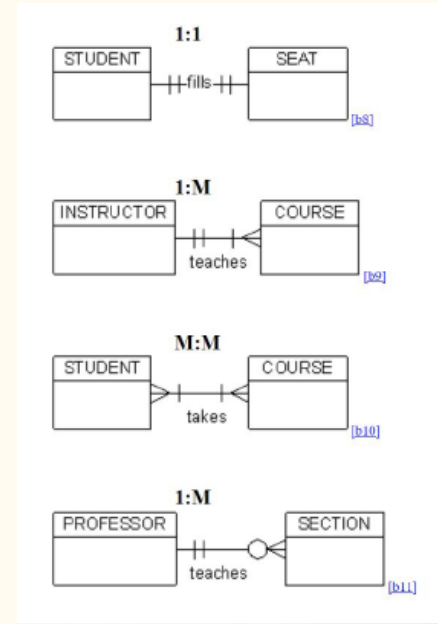 1:1
STUDENT SEAT
fills
[b8]
1:M
INSTRUCTOR COURSE
teaches
[b9]
M:M
STUDENT COURSE
takes
[b10]
1:M
PROFESSOR SECTION
teaches
[b11]